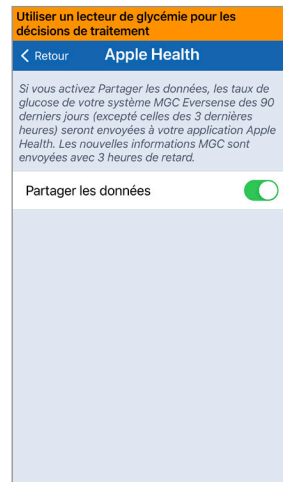 Utiliser un lecteur de glycémie pour les
décisions de traitement
Retour Apple Health
Si vous activez Partager les données, les taux de
glucose de votre système MGC Eversense des 90
derniers jours (excepté celles des 3 dernières
heures) seront envoyées à votre application Apple
Health. Les nouvelles informations MGC sont
envoyées avec 3 heures de retard.
Partager les données